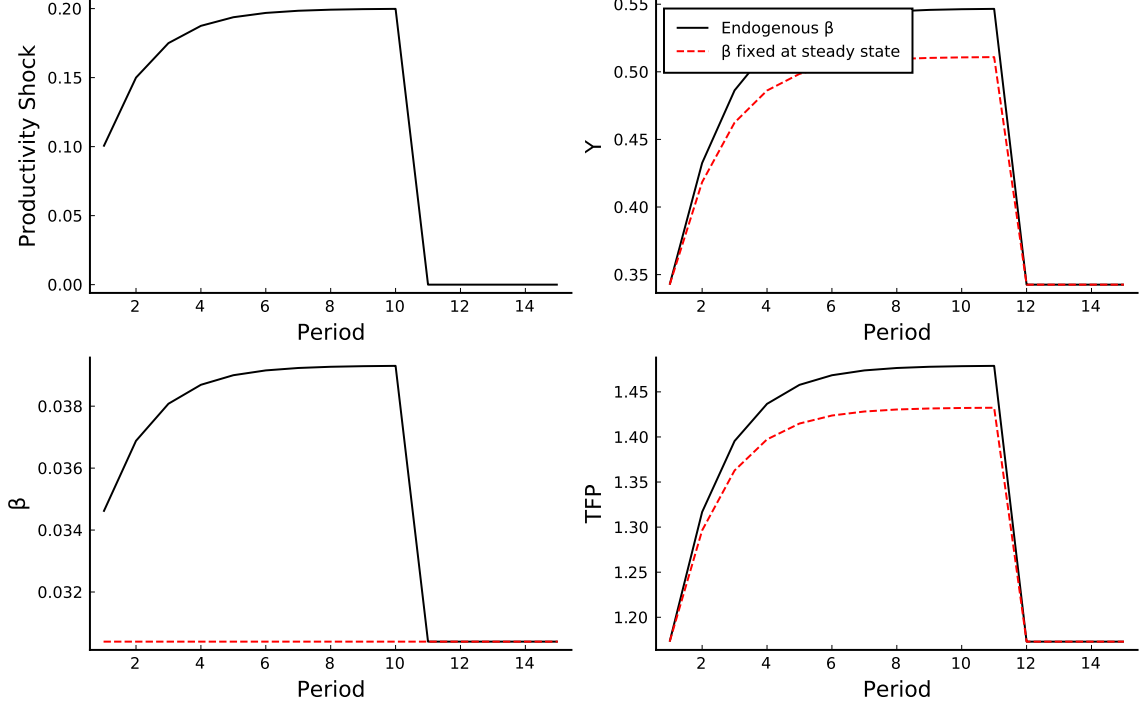 0.20
0.15
0.10
0.05
0.00
Productivity Shock
2 4 6 8 10 12 14
Period
0.55
0.50
0.45
0.40
0.35
Y
Endogenous β
β fixed at steady state
2 4 6 8 10 12 14
Period
0.038
0.036
0.034
0.032
β
2 4 6 8 10 12 14
Period
1.45
1.40
1.35
1.30
1.25
1.20
TFP
2 4 6 8 10 12 14
Period